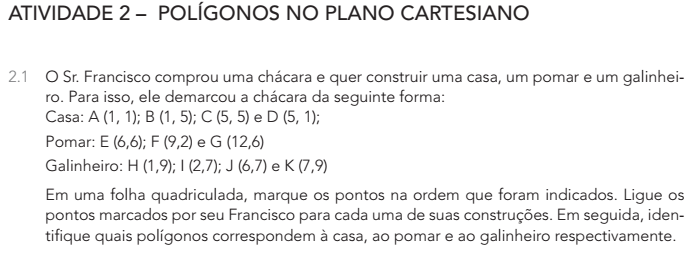 ATIVIDADE 2 – POLÍGONOS NO PLANO CARTESIANO
2.1 O Sr. Francisco comprou uma chácara e quer construir uma casa, um pomar e um galinhei-
ro. Para isso, ele demarcou a chácara da seguinte forma:
Casa: A (1, 1); B (1, 5); C (5, 5) e D (5, 1);
Pomar: E (6,6); F (9,2) e G (12,6)
Galinheiro: H (1,9); I (2,7); J (6,7) e K (7,9)
Em uma folha quadriculada, marque os pontos na ordem que foram indicados. Ligue os
pontos marcados por seu Francisco para cada uma de suas construções. Em seguida, iden-
tifique quais polígonos correspondem à casa, ao pomar e ao galinheiro respectivamente.